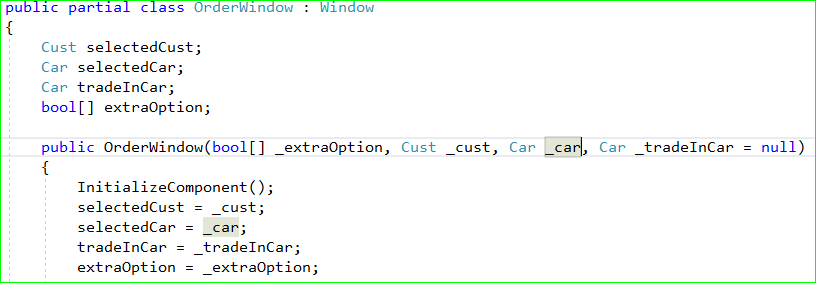 public partial class OrderWindow : Window
{
    Cust selectedCust;
    Car selectedCar;
    Car tradeInCar;
    bool[] extraOption;

    public OrderWindow(bool[] _extraOption, Cust _cust, Car _car, Car _tradeInCar = null)
    {
        InitializeComponent();
        selectedCust = _cust;
        selectedCar = _car;
        tradeInCar = _tradeInCar;
        extraOption = _extraOption;